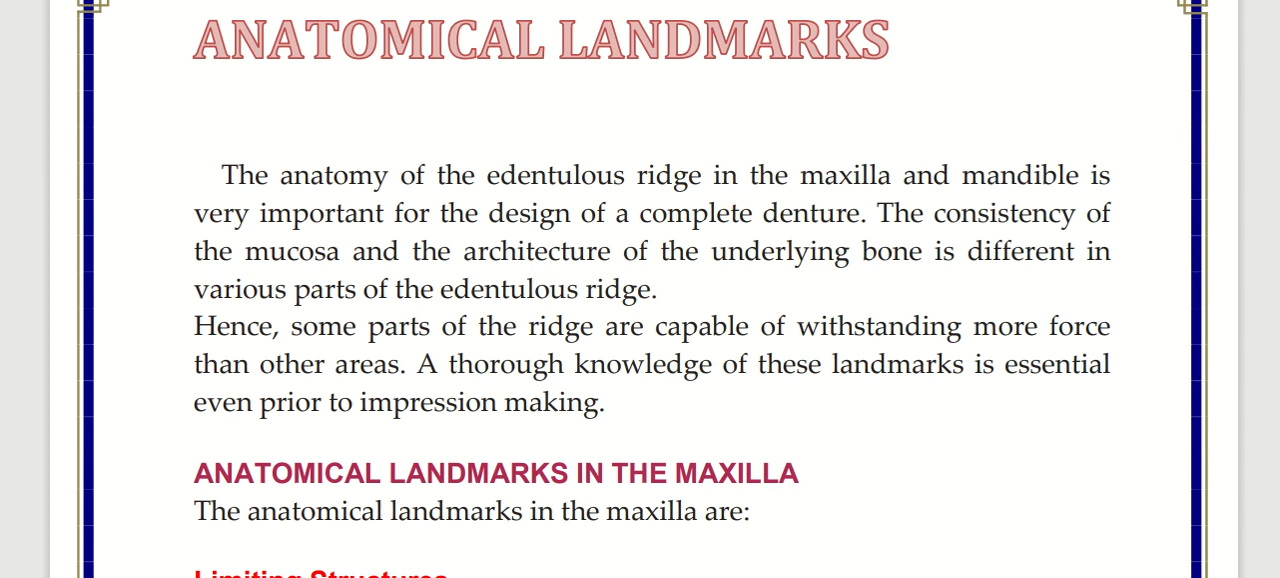 ANATOMICAL LANDMARKS
The anatomy of the edentulous ridge in the maxilla and mandible is
very important for the design of a complete denture. The consistency of
the mucosa and the architecture of the underlying bone is different in
various parts of the edentulous ridge.
Hence, some parts of the ridge are capable of withstanding more force
than other areas. A thorough knowledge of these landmarks is essential
even prior to impression making.
ANATOMICAL LANDMARKS IN THE MAXILLA
The anatomical landmarks in the maxilla are:
Limiting Structures